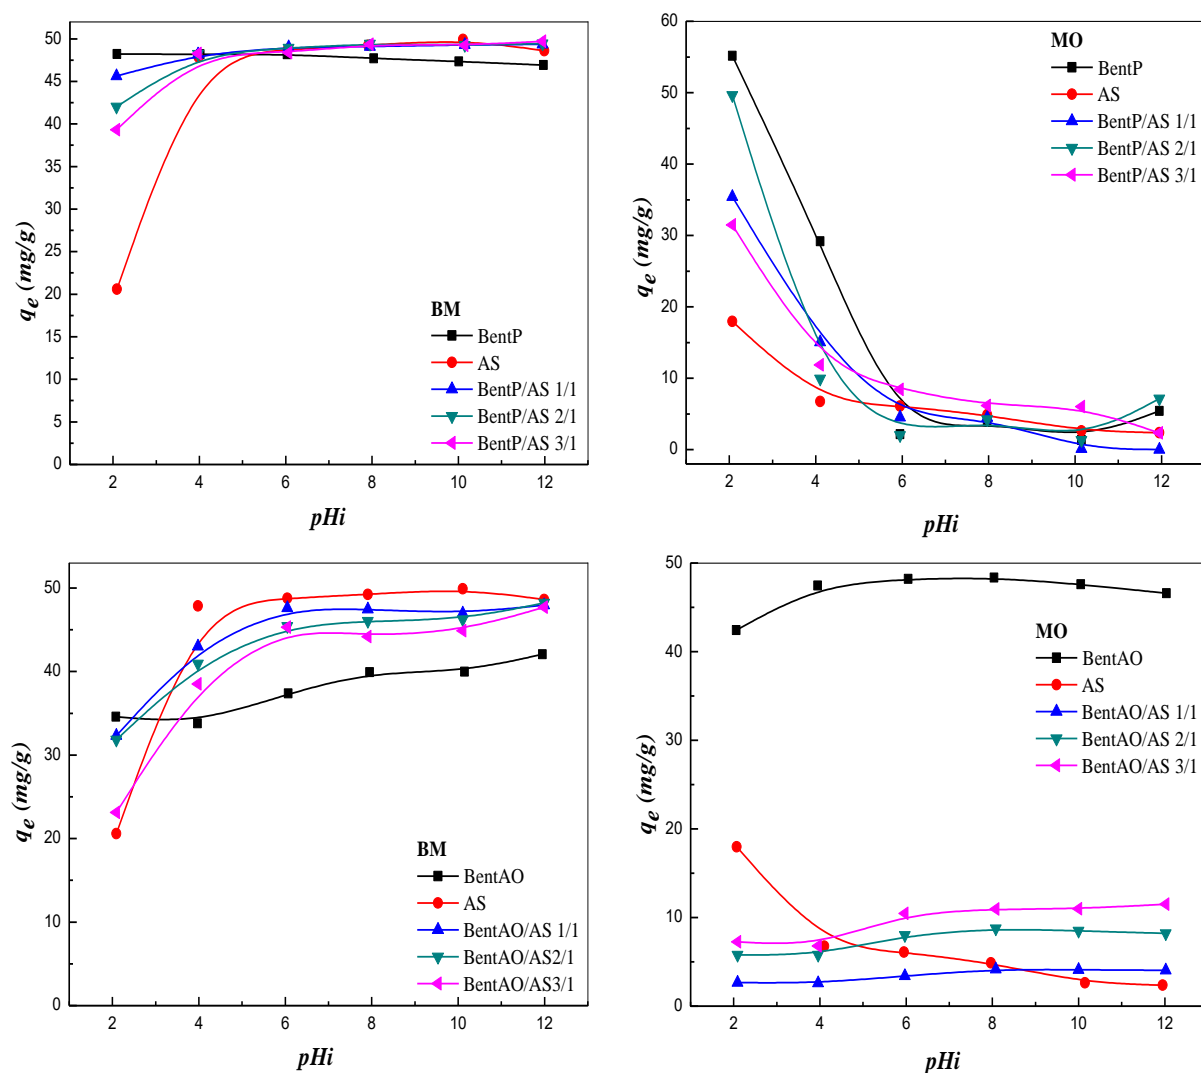 50
45
40
35
30
25
20
15
10
5
0
q_e (mg/g)
BM
BentP
AS
BentP/AS 1/1
BentP/AS 2/1
BentP/AS 3/1
2 4 6 8 10 12
pHi
60
50
40
30
20
10
0
q_e (mg/g)
MO
BentP
AS
BentP/AS 1/1
BentP/AS 2/1
BentP/AS 3/1
2 4 6 8 10 12
pHi
50
40
30
20
10
0
q_e (mg/g)
BM
BentAO
AS
BentAO/AS 1/1
BentAO/AS2/1
BentAO/AS3/1
2 4 6 8 10 12
pHi
50
40
30
20
10
0
q_e (mg/g)
MO
BentAO
AS
BentAO/AS 1/1
BentAO/AS 2/1
BentAO/AS 3/1
2 4 6 8 10 12
pHi